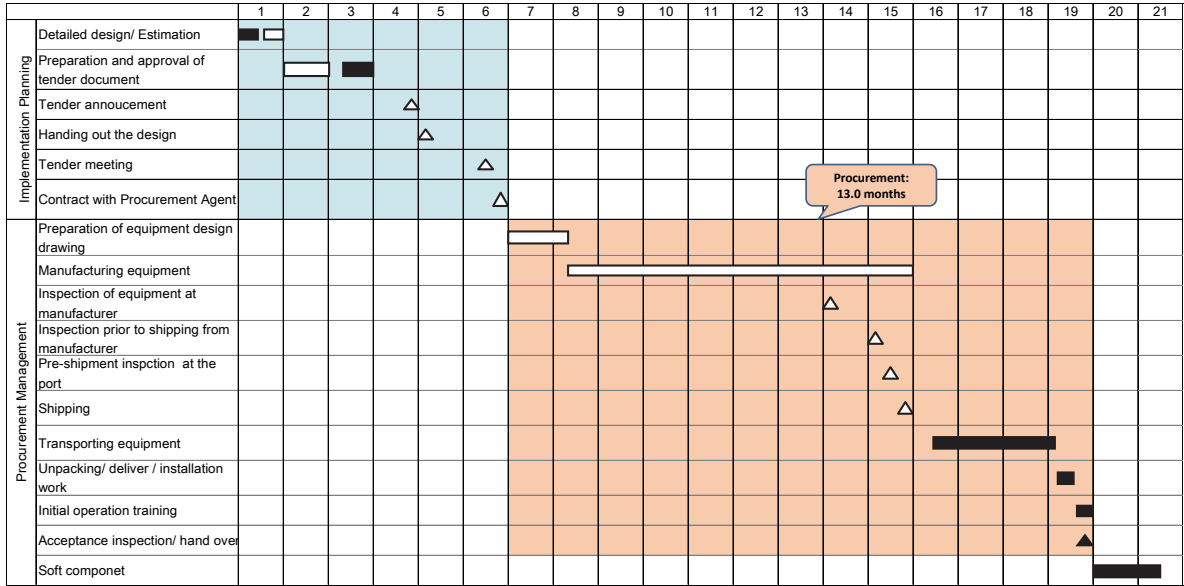 1 2 3 4 5 6 7 8 9 10 11 12 13 14 15 16 17 18 19 20 21
Implementation Planning
Detailed design/ Estimation
Preparation and approval of
tender document
Tender annoucement
Handing out the design
Tender meeting
Contract with Procurement Agent
Procurement:
13.0 months
Procurement Management
Preparation of equipment design
drawing
Manufacturing equipment
Inspection of equipment at
manufacturer
Inspection prior to shipping from
manufacturer
Pre-shipment inspction at the
port
Shipping
Transporting equipment
Unpacking/ deliver / installation
work
Initial operation training
Acceptance inspection/ hand over
Soft componet